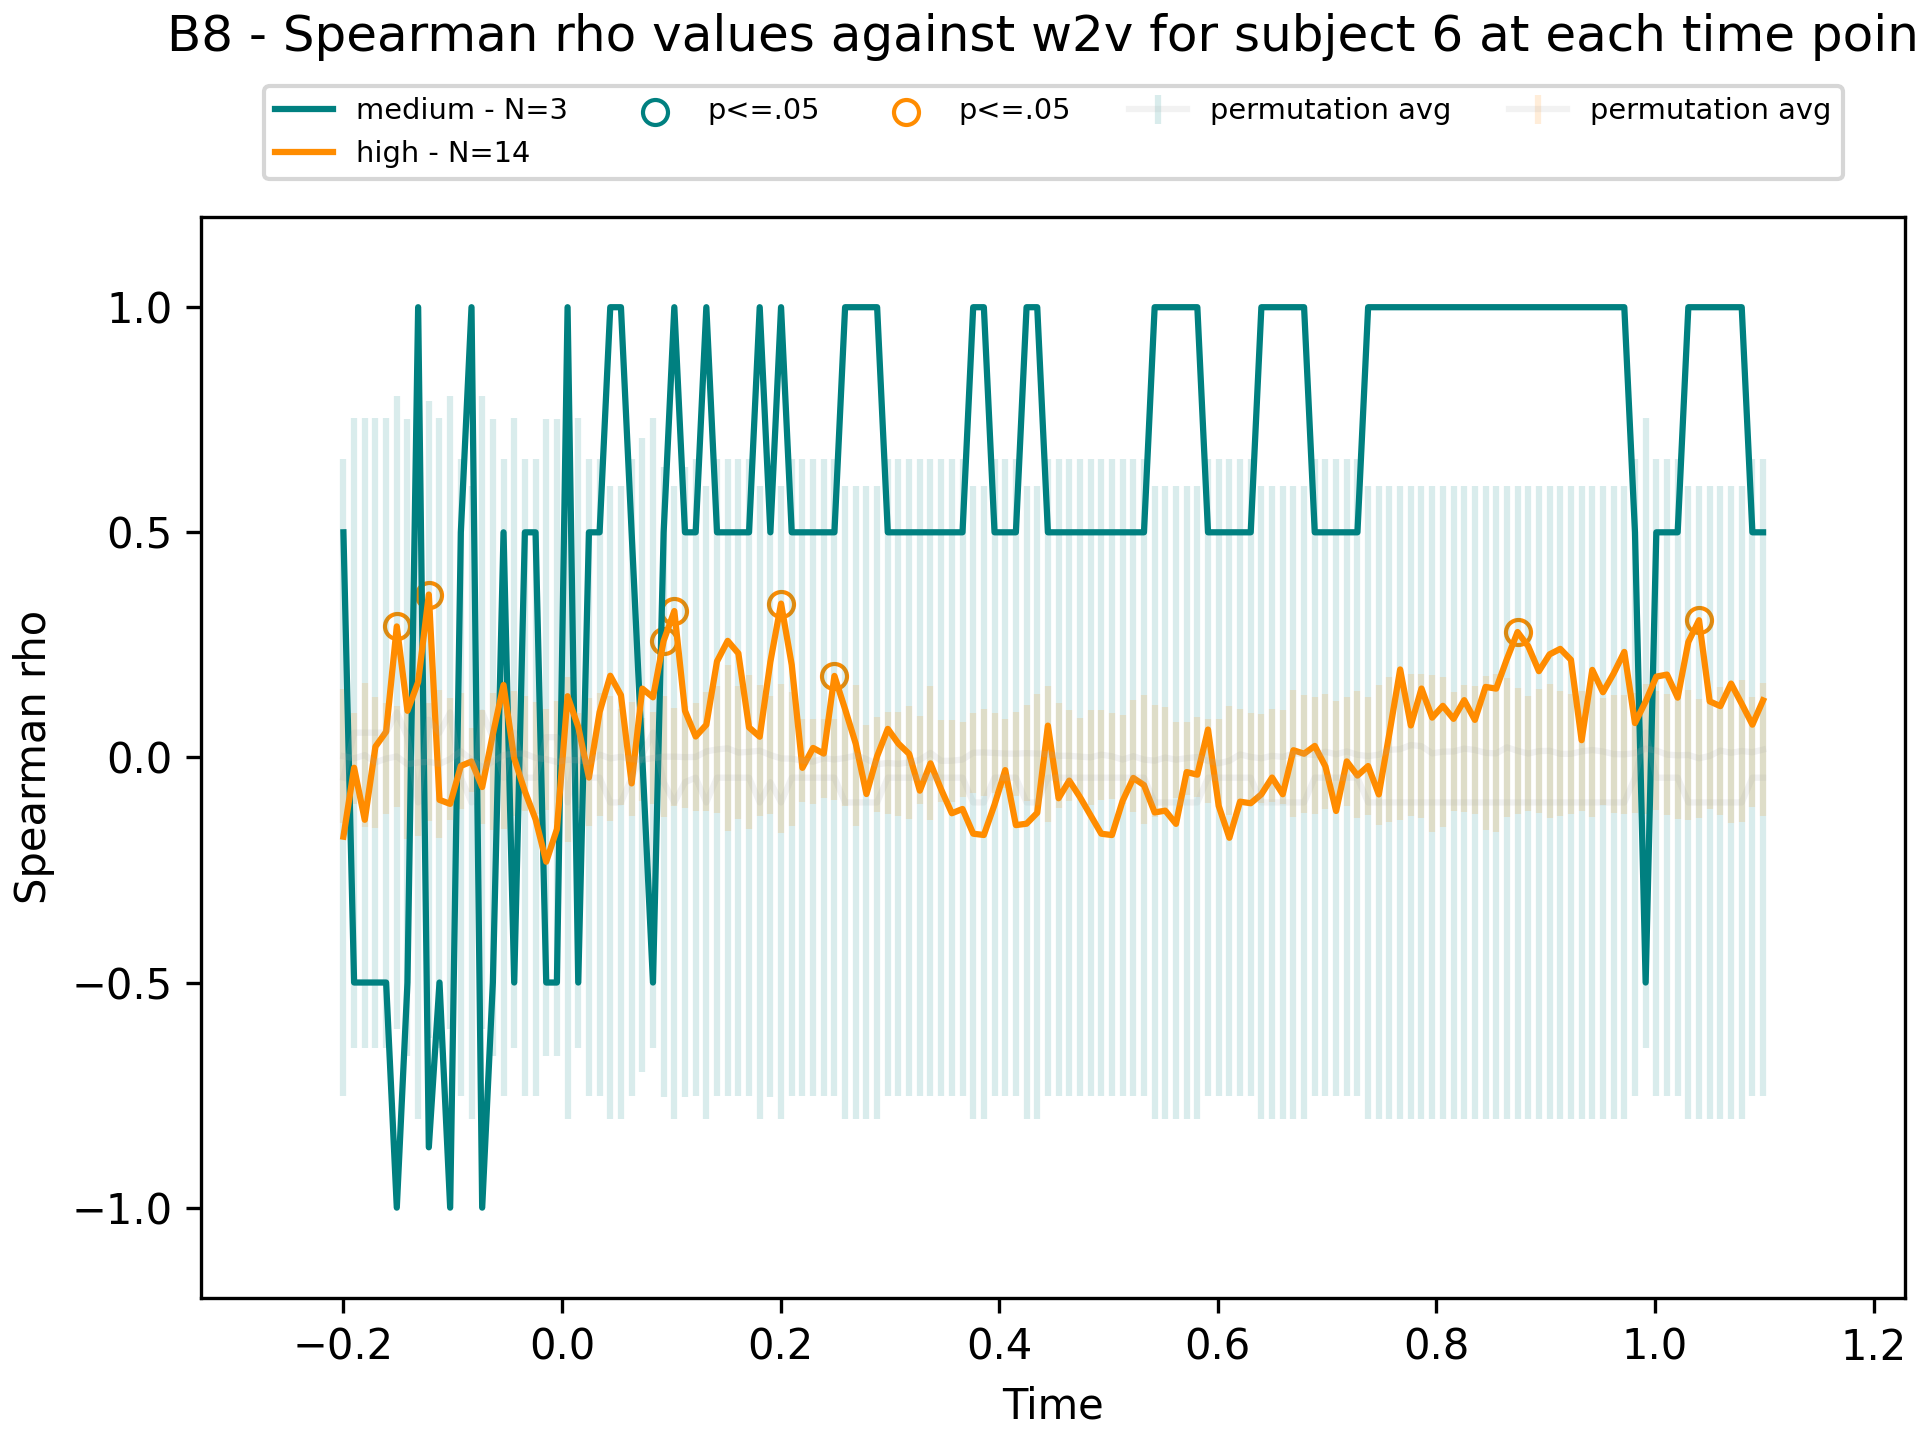 B8 - Spearman rho values against w2v for subject 6 at each time poin
medium - N=3
high - N=14
p<=.05
p<=.05
permutation avg
permutation avg
Spearman rho
1.0
0.5
0.0
−0.5
−1.0
−0.2 0.0 0.2 0.4 0.6 0.8 1.0 1.2
Time